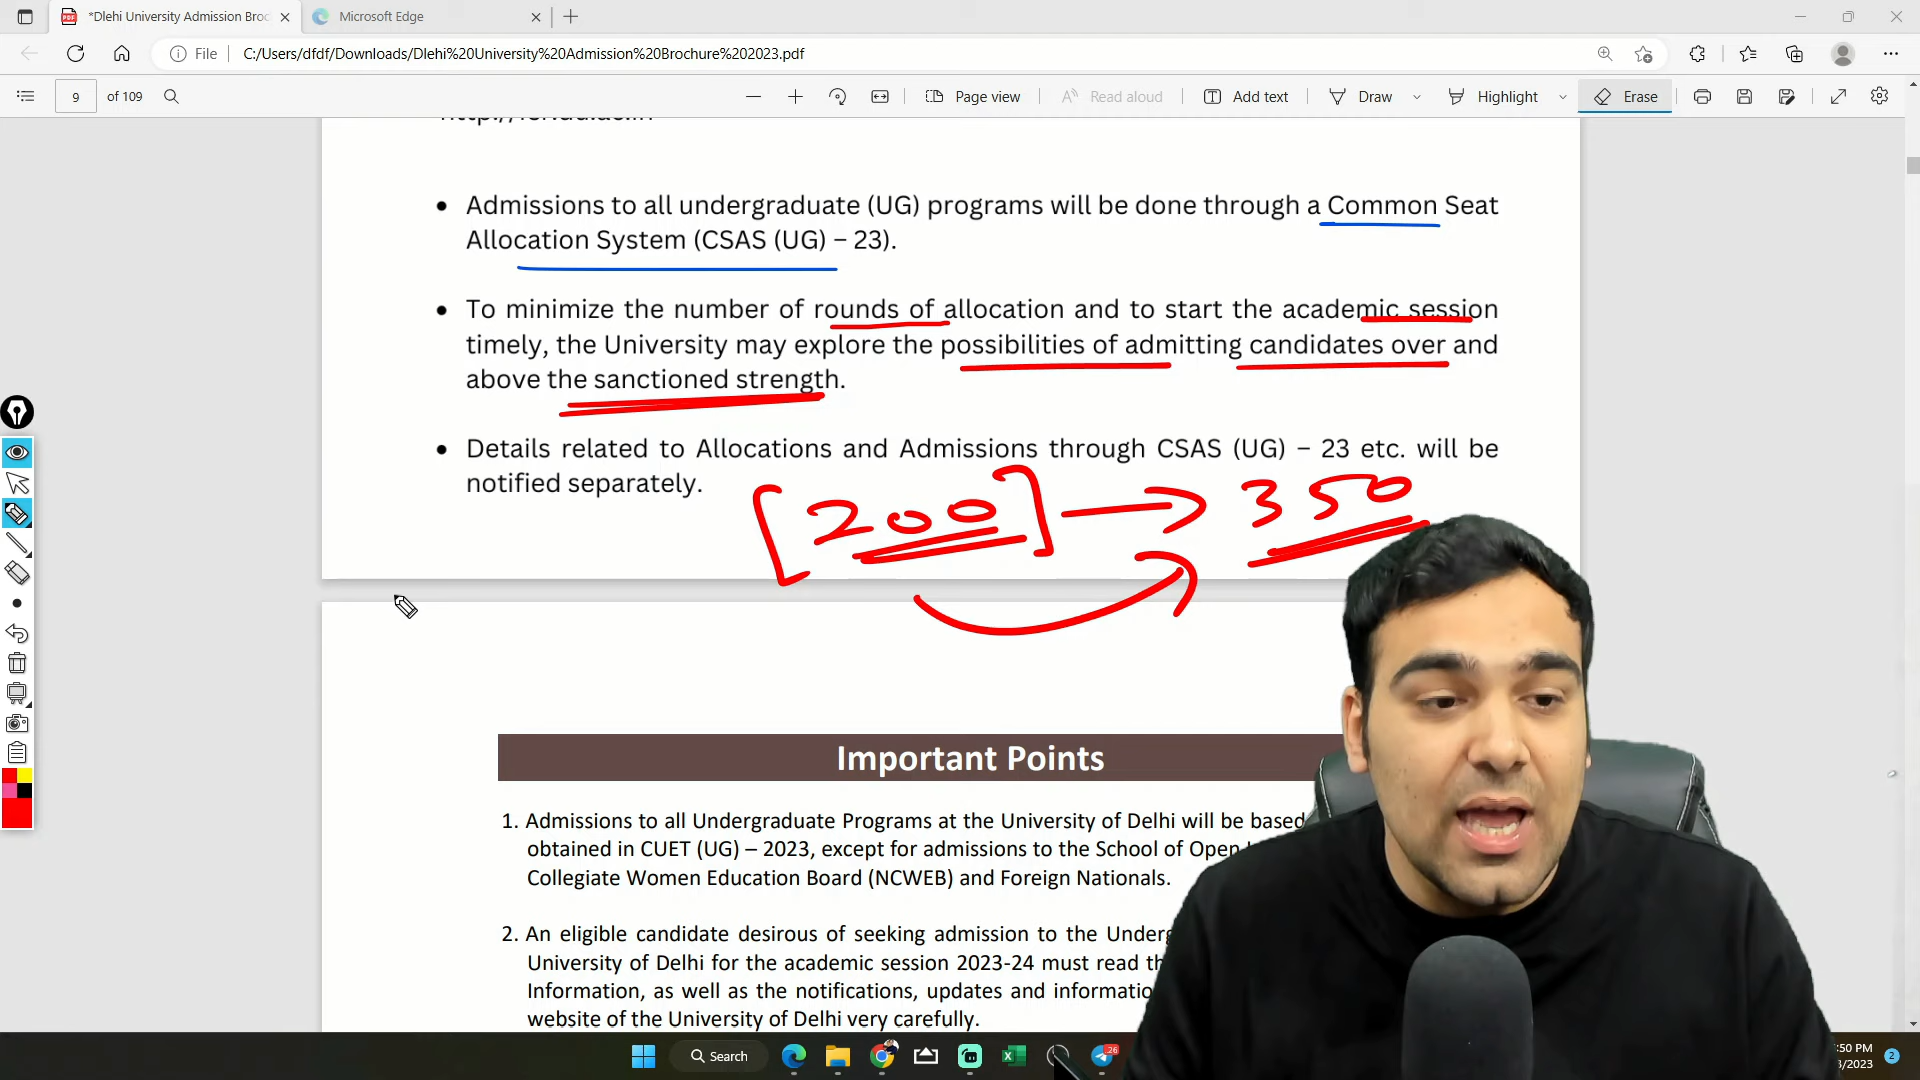 *Dlehi University Admission Broc
Microsoft Edge
File
C:/Users/dfdf/Downloads/Dlehi%20University%20Admission%20Brochure%202023.pdf
9 of 109
Page view
Read aloud
Add text
Draw
Highlight
Erase
• Admissions to all undergraduate (UG) programs will be done through a Common Seat
Allocation System (CSAS (UG) – 23).
• To minimize the number of rounds of allocation and to start the academic session
timely, the University may explore the possibilities of admitting candidates over and
above the sanctioned strength.
• Details related to Allocations and Admissions through CSAS (UG) – 23 etc. will be
notified separately.
[200] → 350
Important Points
1. Admissions to all Undergraduate Programs at the University of Delhi will be based
obtained in CUET (UG) – 2023, except for admissions to the School of Open
Collegiate Women Education Board (NCWEB) and Foreign Nationals.
2. An eligible candidate desirous of seeking admission to the Underg
University of Delhi for the academic session 2023-24 must read th
Information, as well as the notifications, updates and informatio
website of the University of Delhi very carefully.
Search
26
:50 PM
3/2023
2